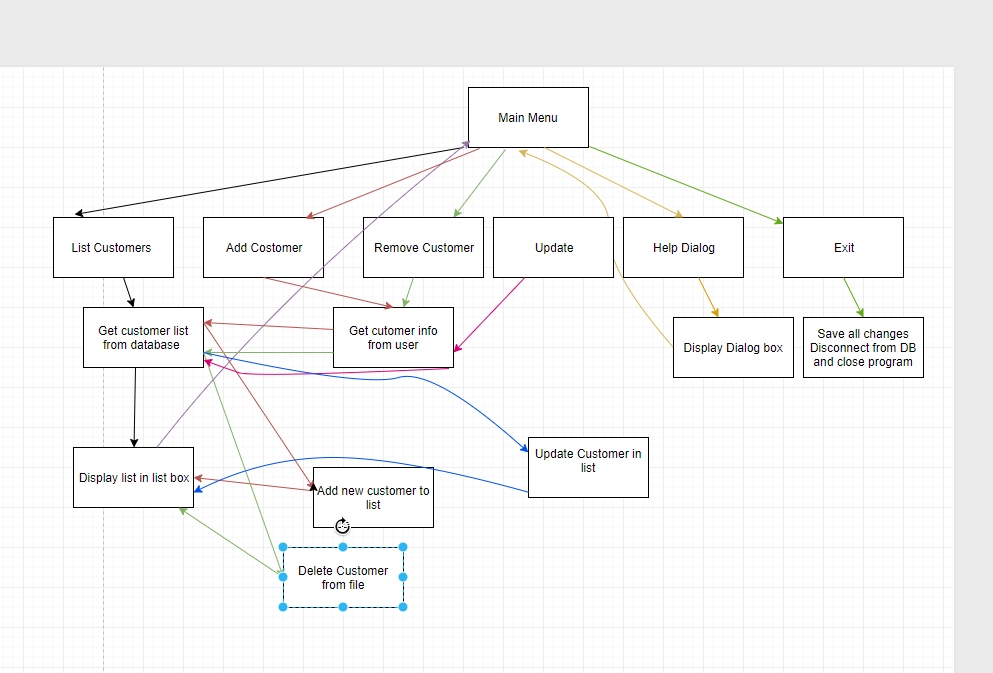 Main Menu
List Customers
Add Costomer
Remove Customer
Update
Help Dialog
Exit
Get customer list
from database
Get cutomer info
from user
Display Dialog box
Save all changes
Disconnect from DB
and close program
Display list in list box
Add new customer to
list
Update Customer in
list
Delete Customer
from file